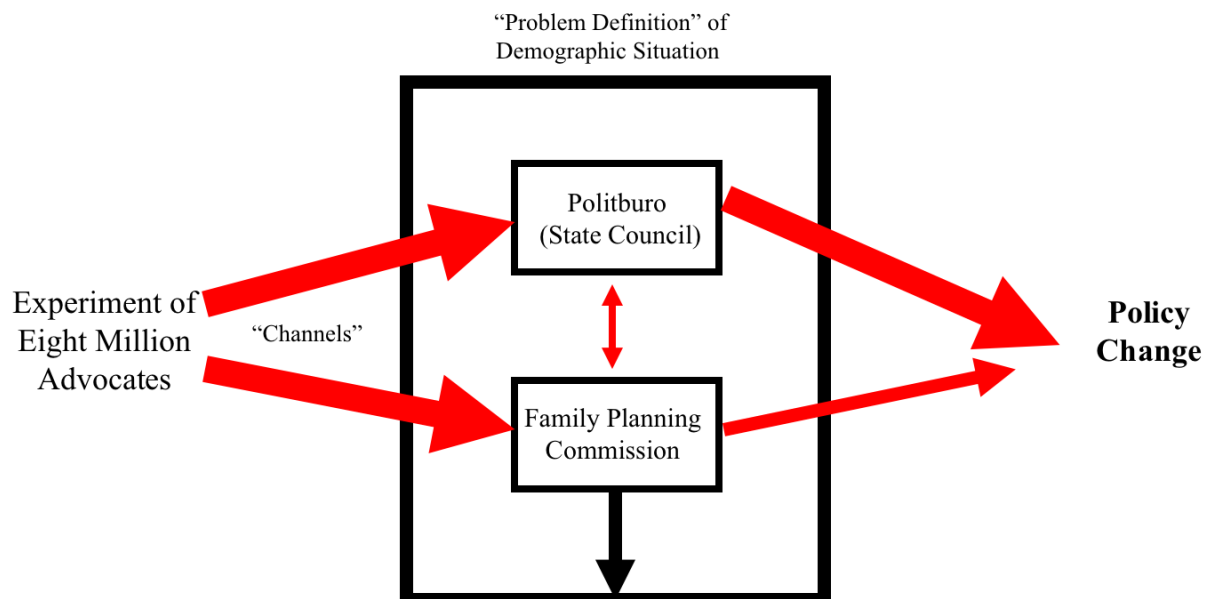 “Problem Definition” of
Demographic Situation
Politburo
(State Council)
Experiment of
Eight Million
Advocates
“Channels”
Policy
Change
Family Planning
Commission